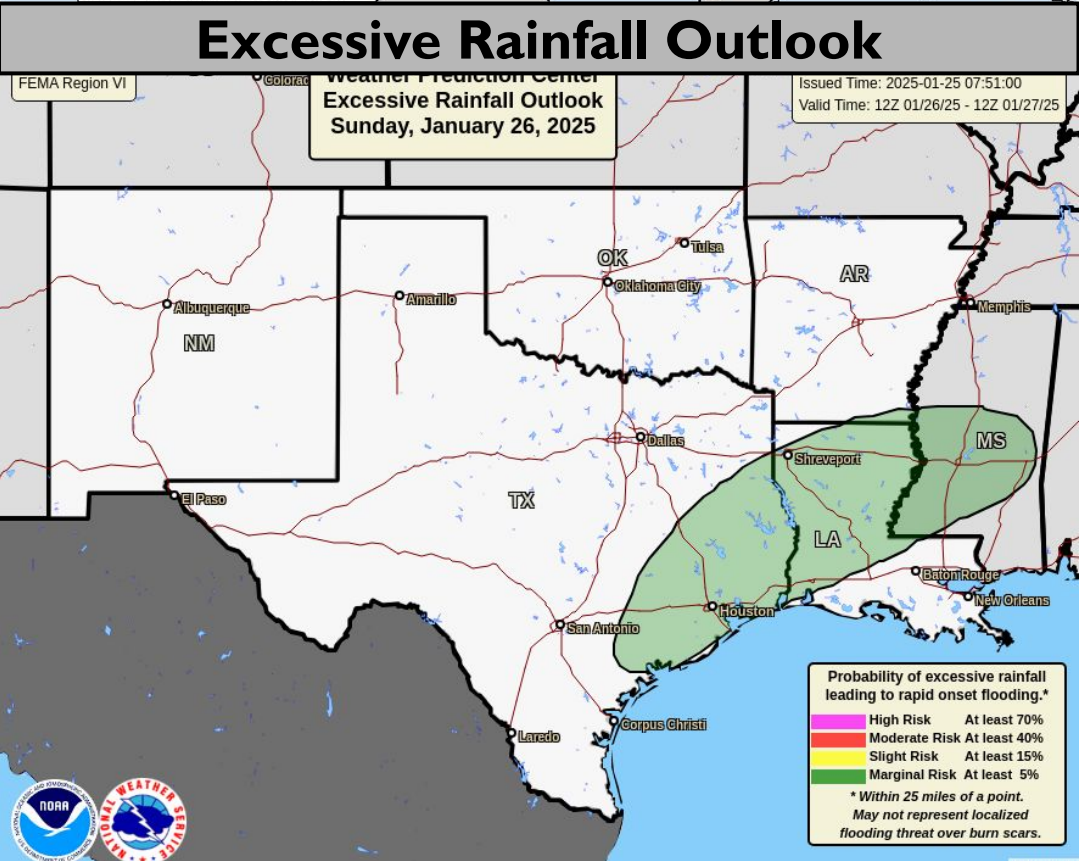 Excessive Rainfall Outlook
FEMA Region VI
Weather Prediction Center
Excessive Rainfall Outlook
Sunday, January 26, 2025
Issued Time: 2025-01-25 07:51:00
Valid Time: 12Z 01/26/25 - 12Z 01/27/25
OK
Tulsa
Oklahoma City
AR
Albuquerque
Amarillo
Memphis
NM
Dallas
MS
Shreveport
El Paso
TX
LA
Baton Rouge
New Orleans
Houston
San Antonio
Corpus Christi
Laredo
Probability of excessive rainfall
leading to rapid onset flooding.*
High Risk At least 70%
Moderate Risk At least 40%
Slight Risk At least 15%
Marginal Risk At least 5%
* Within 25 miles of a point.
May not represent localized
flooding threat over burn scars.
NOAA
NATIONAL WEATHER SERVICE